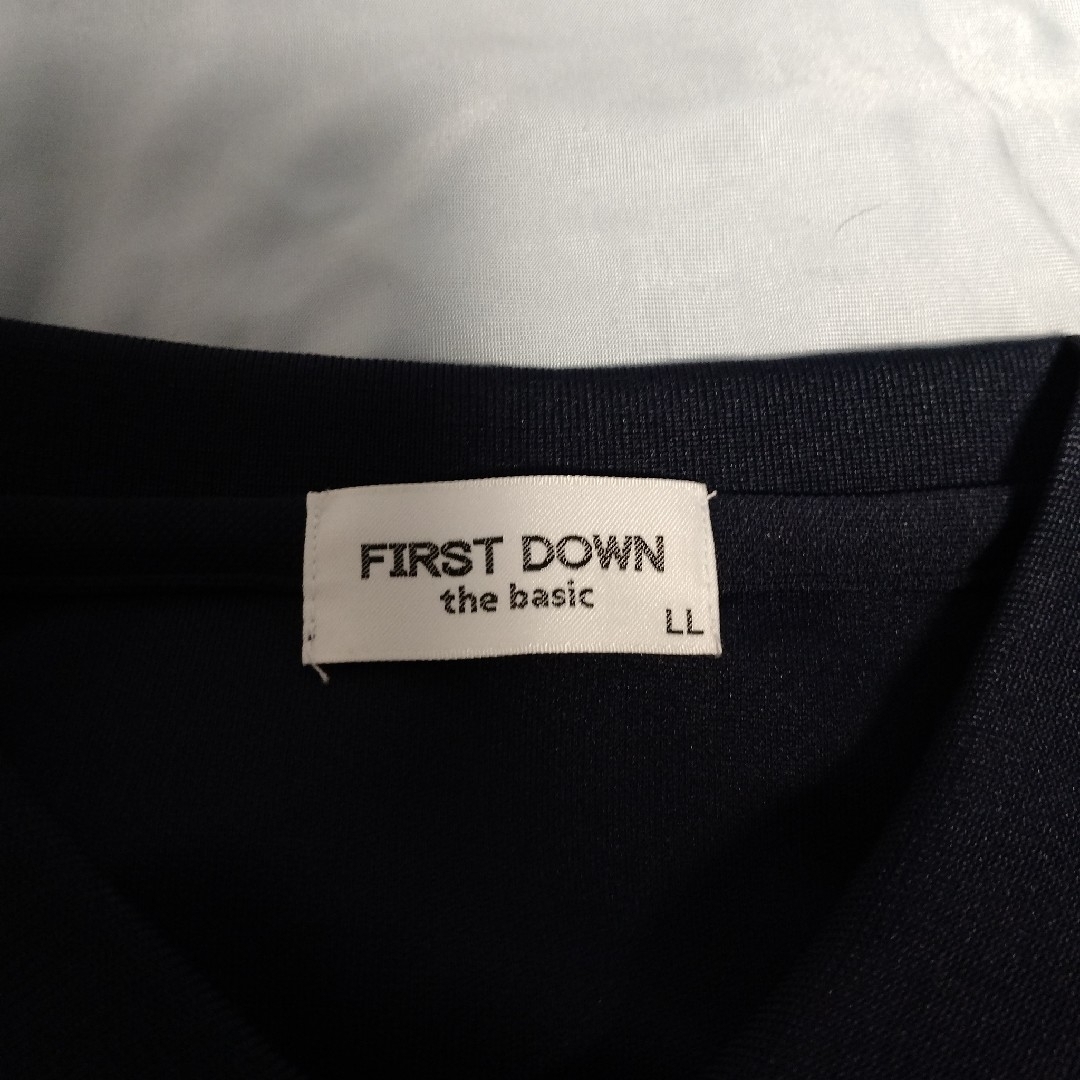 FIRST DOWN
the basic
LL